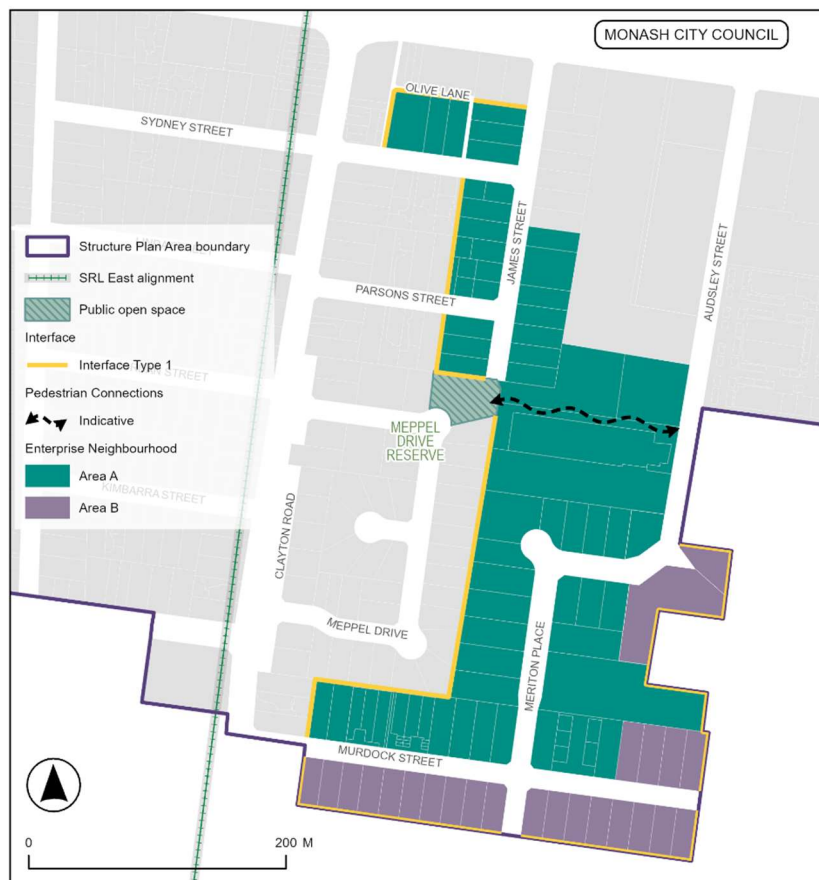 MONASH CITY COUNCIL
OLIVE LANE
SYDNEY STREET
AUDSLEY STREET
JAMES STREET
Structure Plan Area boundary
SRL East alignment
PARSONS STREET
Public open space
Interface
Interface Type 1
Pedestrian Connections
Indicative
MEPPEL
DRIVE
RESERVE
Enterprise Neighbourhood
Area A
KIMBARRA STREET
Area B
CLAYTON ROAD
MEPPEL DRIVE
MERITON PLACE
MURDOCK STREET
0
200 M